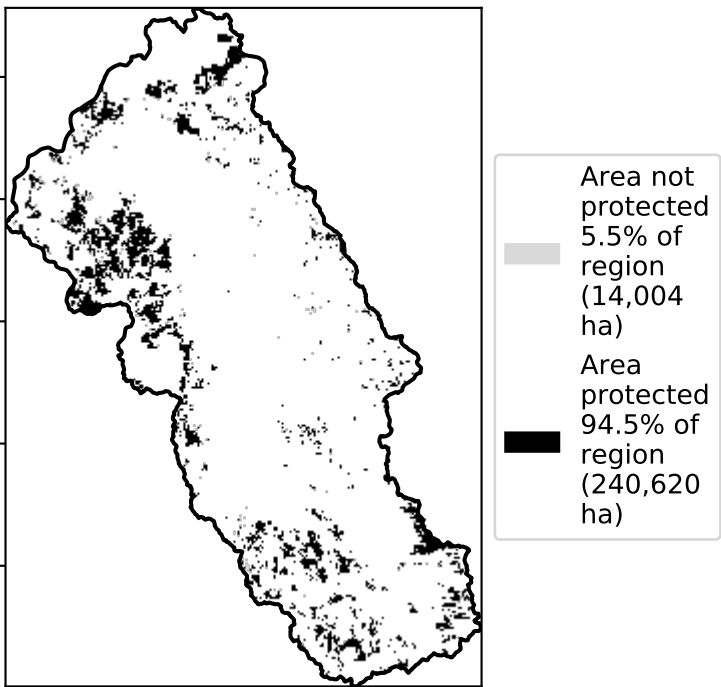 Area not
protected
5.5% of
region
(14,004
ha)
Area
protected
94.5% of
region
(240,620
ha)